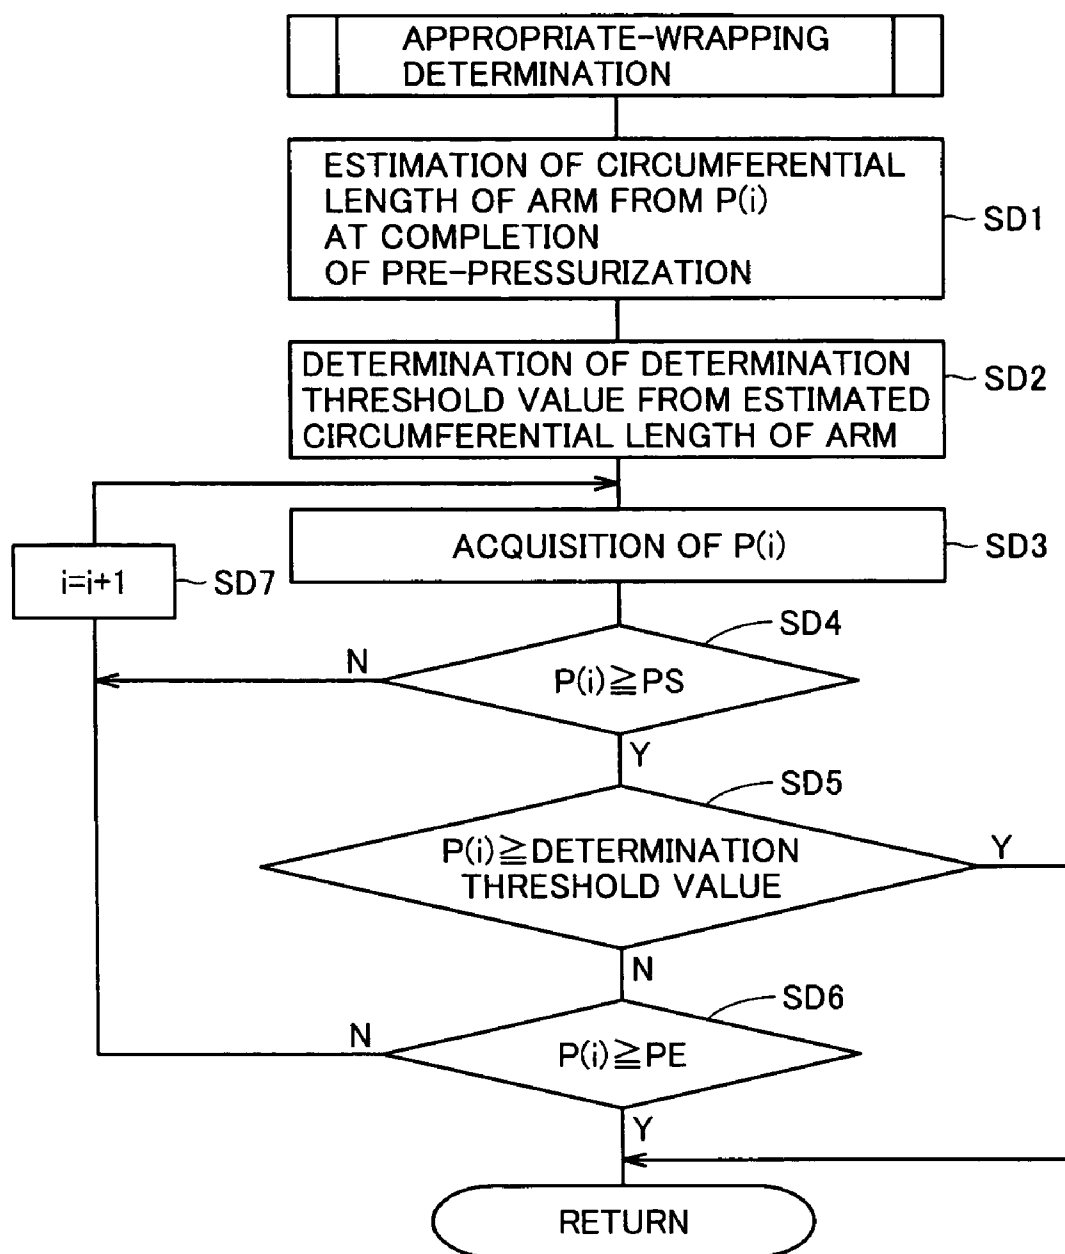 APPROPRIATE-WRAPPING
DETERMINATION
ESTIMATION OF CIRCUMFERENTIAL
LENGTH OF ARM FROM P(i)
AT COMPLETION
OF PRE-PRESSURIZATION
SD1
DETERMINATION OF DETERMINATION
THRESHOLD VALUE FROM ESTIMATED
CIRCUMFERENTIAL LENGTH OF ARM
SD2
ACQUISITION OF P(i)
SD3
i=i+1
SD7
SD4
N
P(i)≧PS
Y
SD5
P(i)≧DETERMINATION
THRESHOLD VALUE
Y
N
SD6
N
P(i)≧PE
Y
RETURN